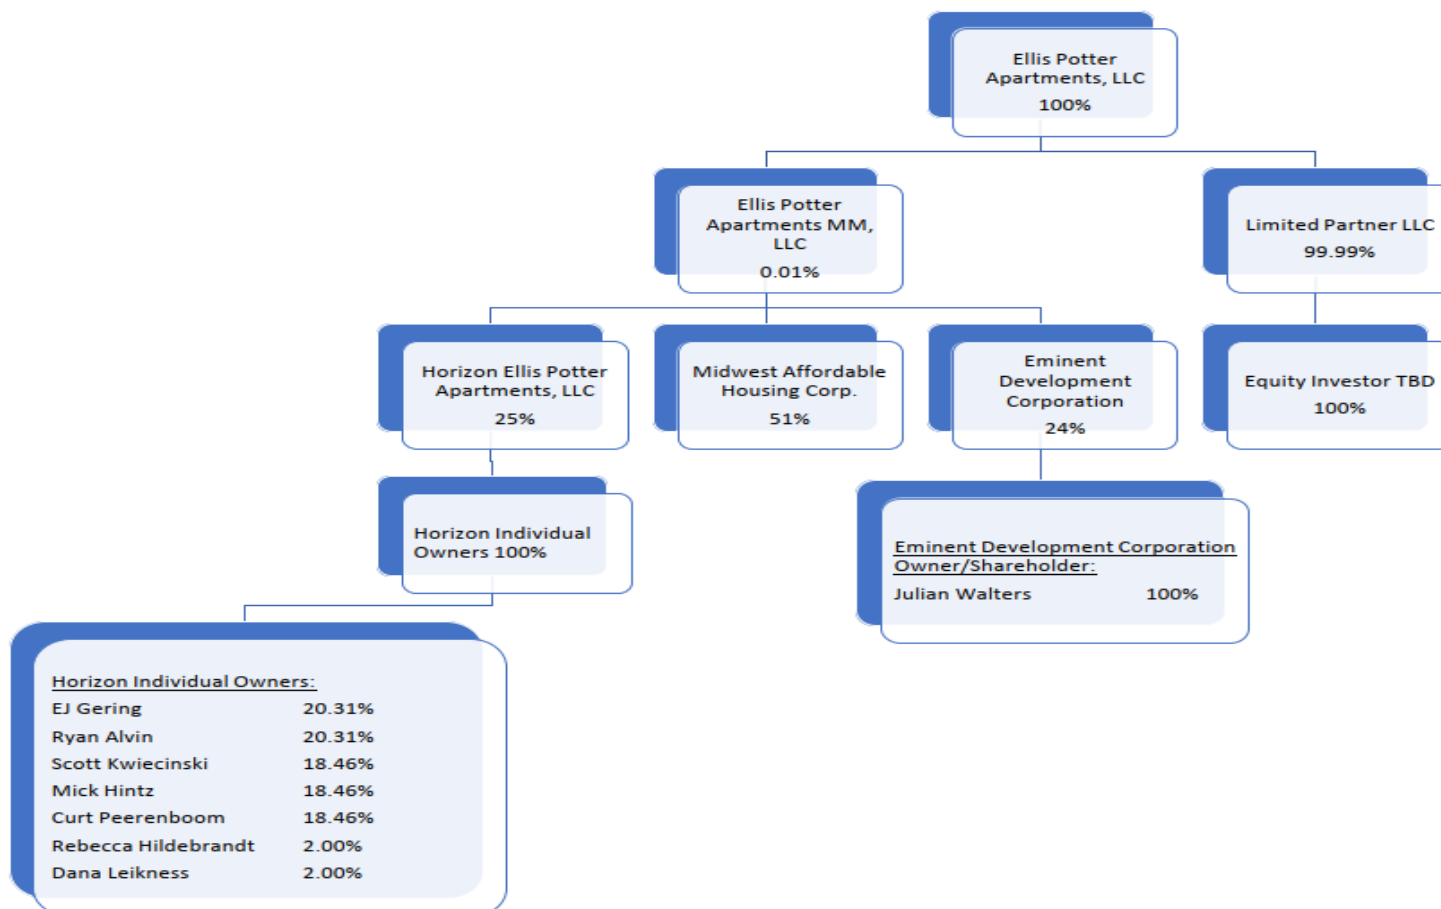 Ellis Potter
Apartments, LLC
100%
Ellis Potter
Apartments MM,
LLC
0.01%
Limited Partner LLC
99.99%
Horizon Ellis Potter
Apartments, LLC
25%
Midwest Affordable
Housing Corp.
51%
Eminent
Development
Corporation
24%
Equity Investor TBD
100%
Horizon Individual
Owners 100%
Eminent Development Corporation
Owner/Shareholder:
Julian Walters 100%
Horizon Individual Owners:
EJ Gering 20.31%
Ryan Alvin 20.31%
Scott Kwiecinski 18.46%
Mick Hintz 18.46%
Curt Peerenboom 18.46%
Rebecca Hildebrandt 2.00%
Dana Leikness 2.00%